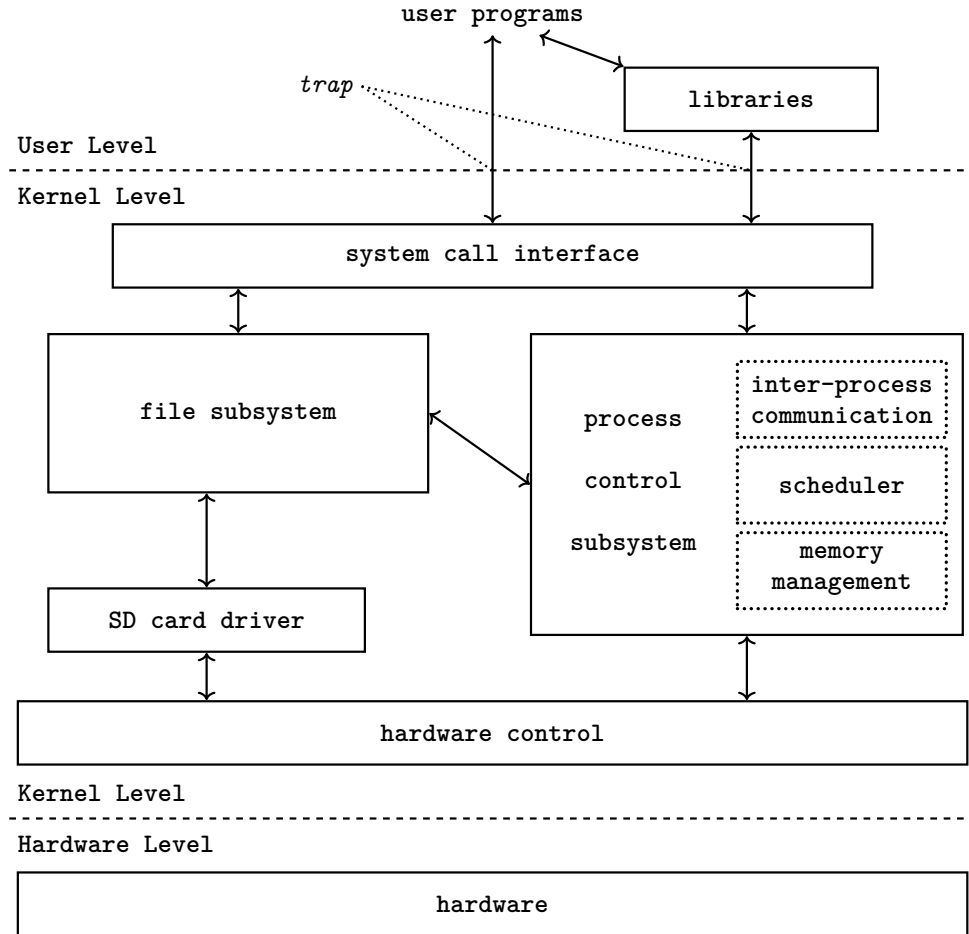 user programs
trap
libraries
User Level
Kernel Level
system call interface
file subsystem
process
control
subsystem
inter-process
communication
scheduler
memory
management
SD card driver
hardware control
Kernel Level
Hardware Level
hardware